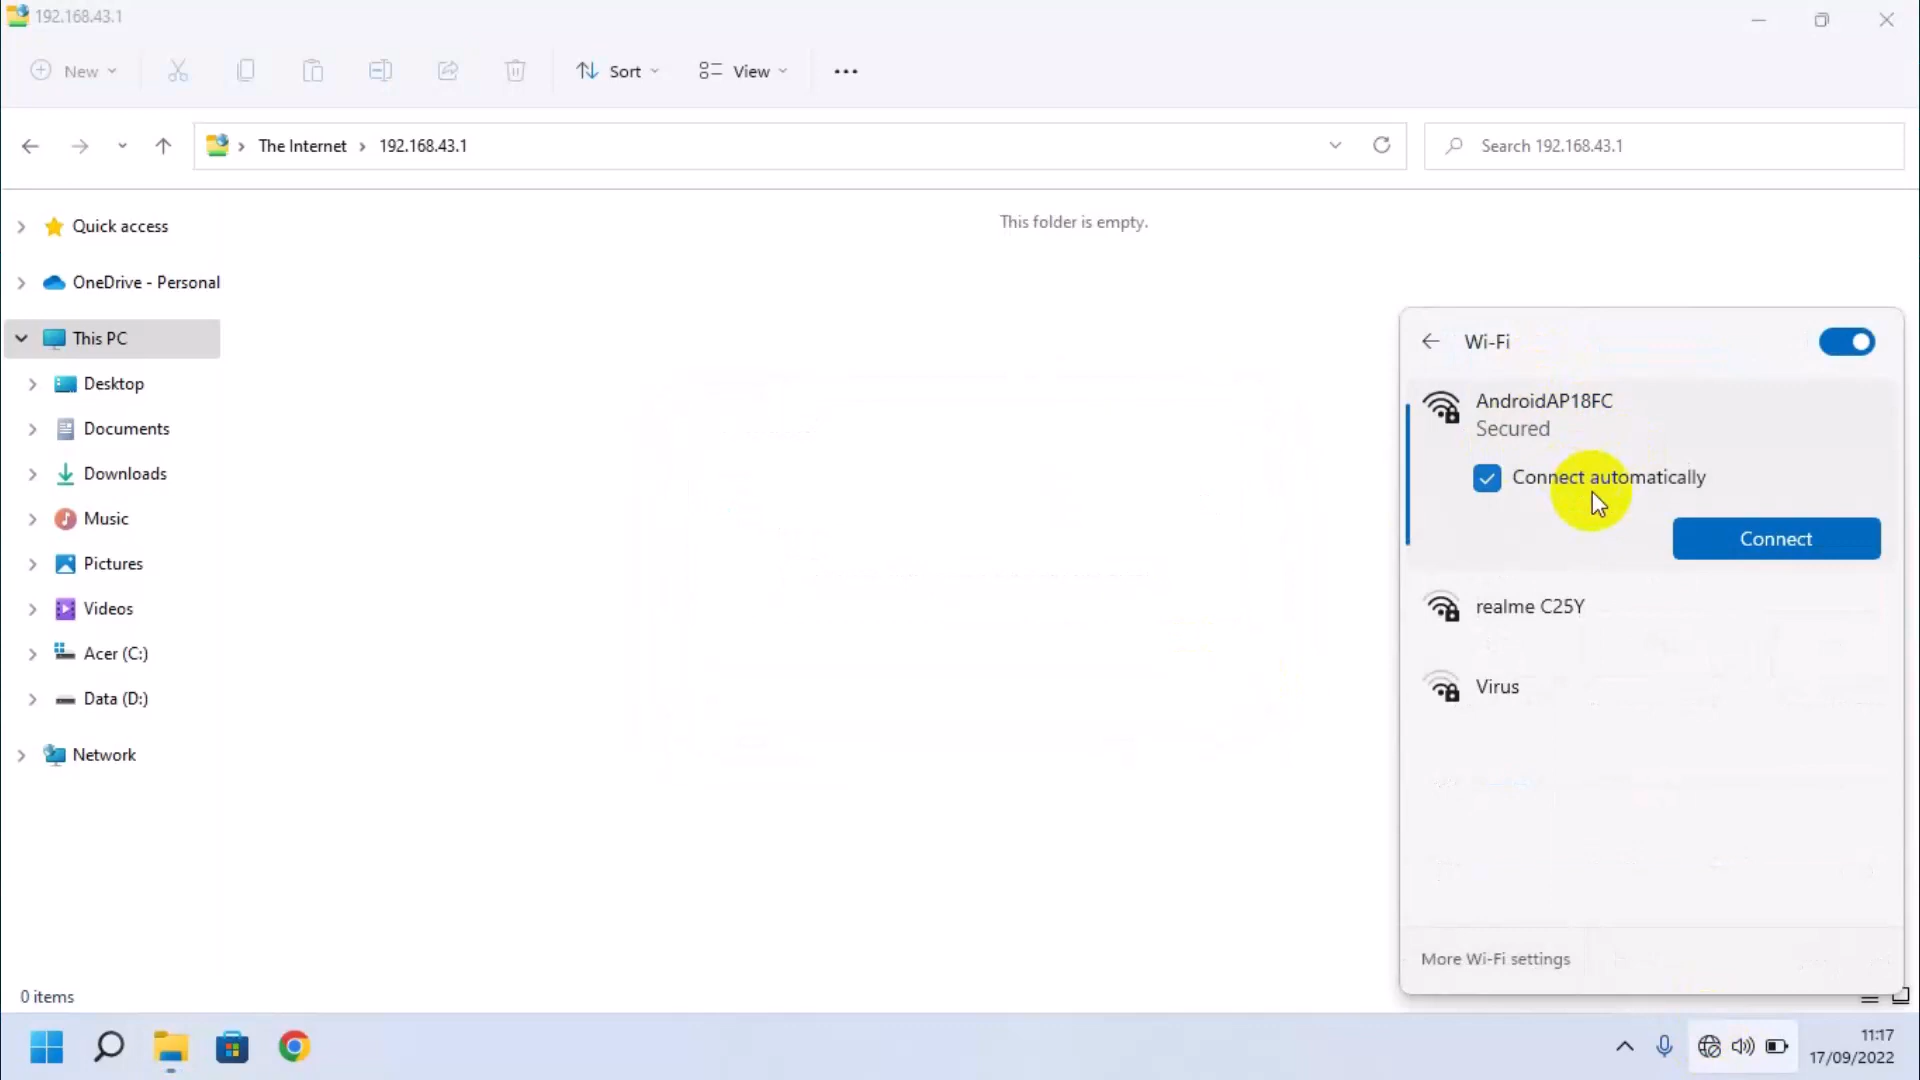 192.168.43.1
New
Sort
View
The Internet
192.168.43.1
Search 192.168.43.1
Quick access
OneDrive - Personal
This PC
Desktop
Documents
Downloads
Music
Pictures
Videos
Acer (C:)
Data (D:)
Network
This folder is empty.
Wi-Fi
AndroidAP18FC
Secured
Connect automatically
Connect
realme C25Y
Virus
More Wi-Fi settings
0 items
11:17
17/09/2022